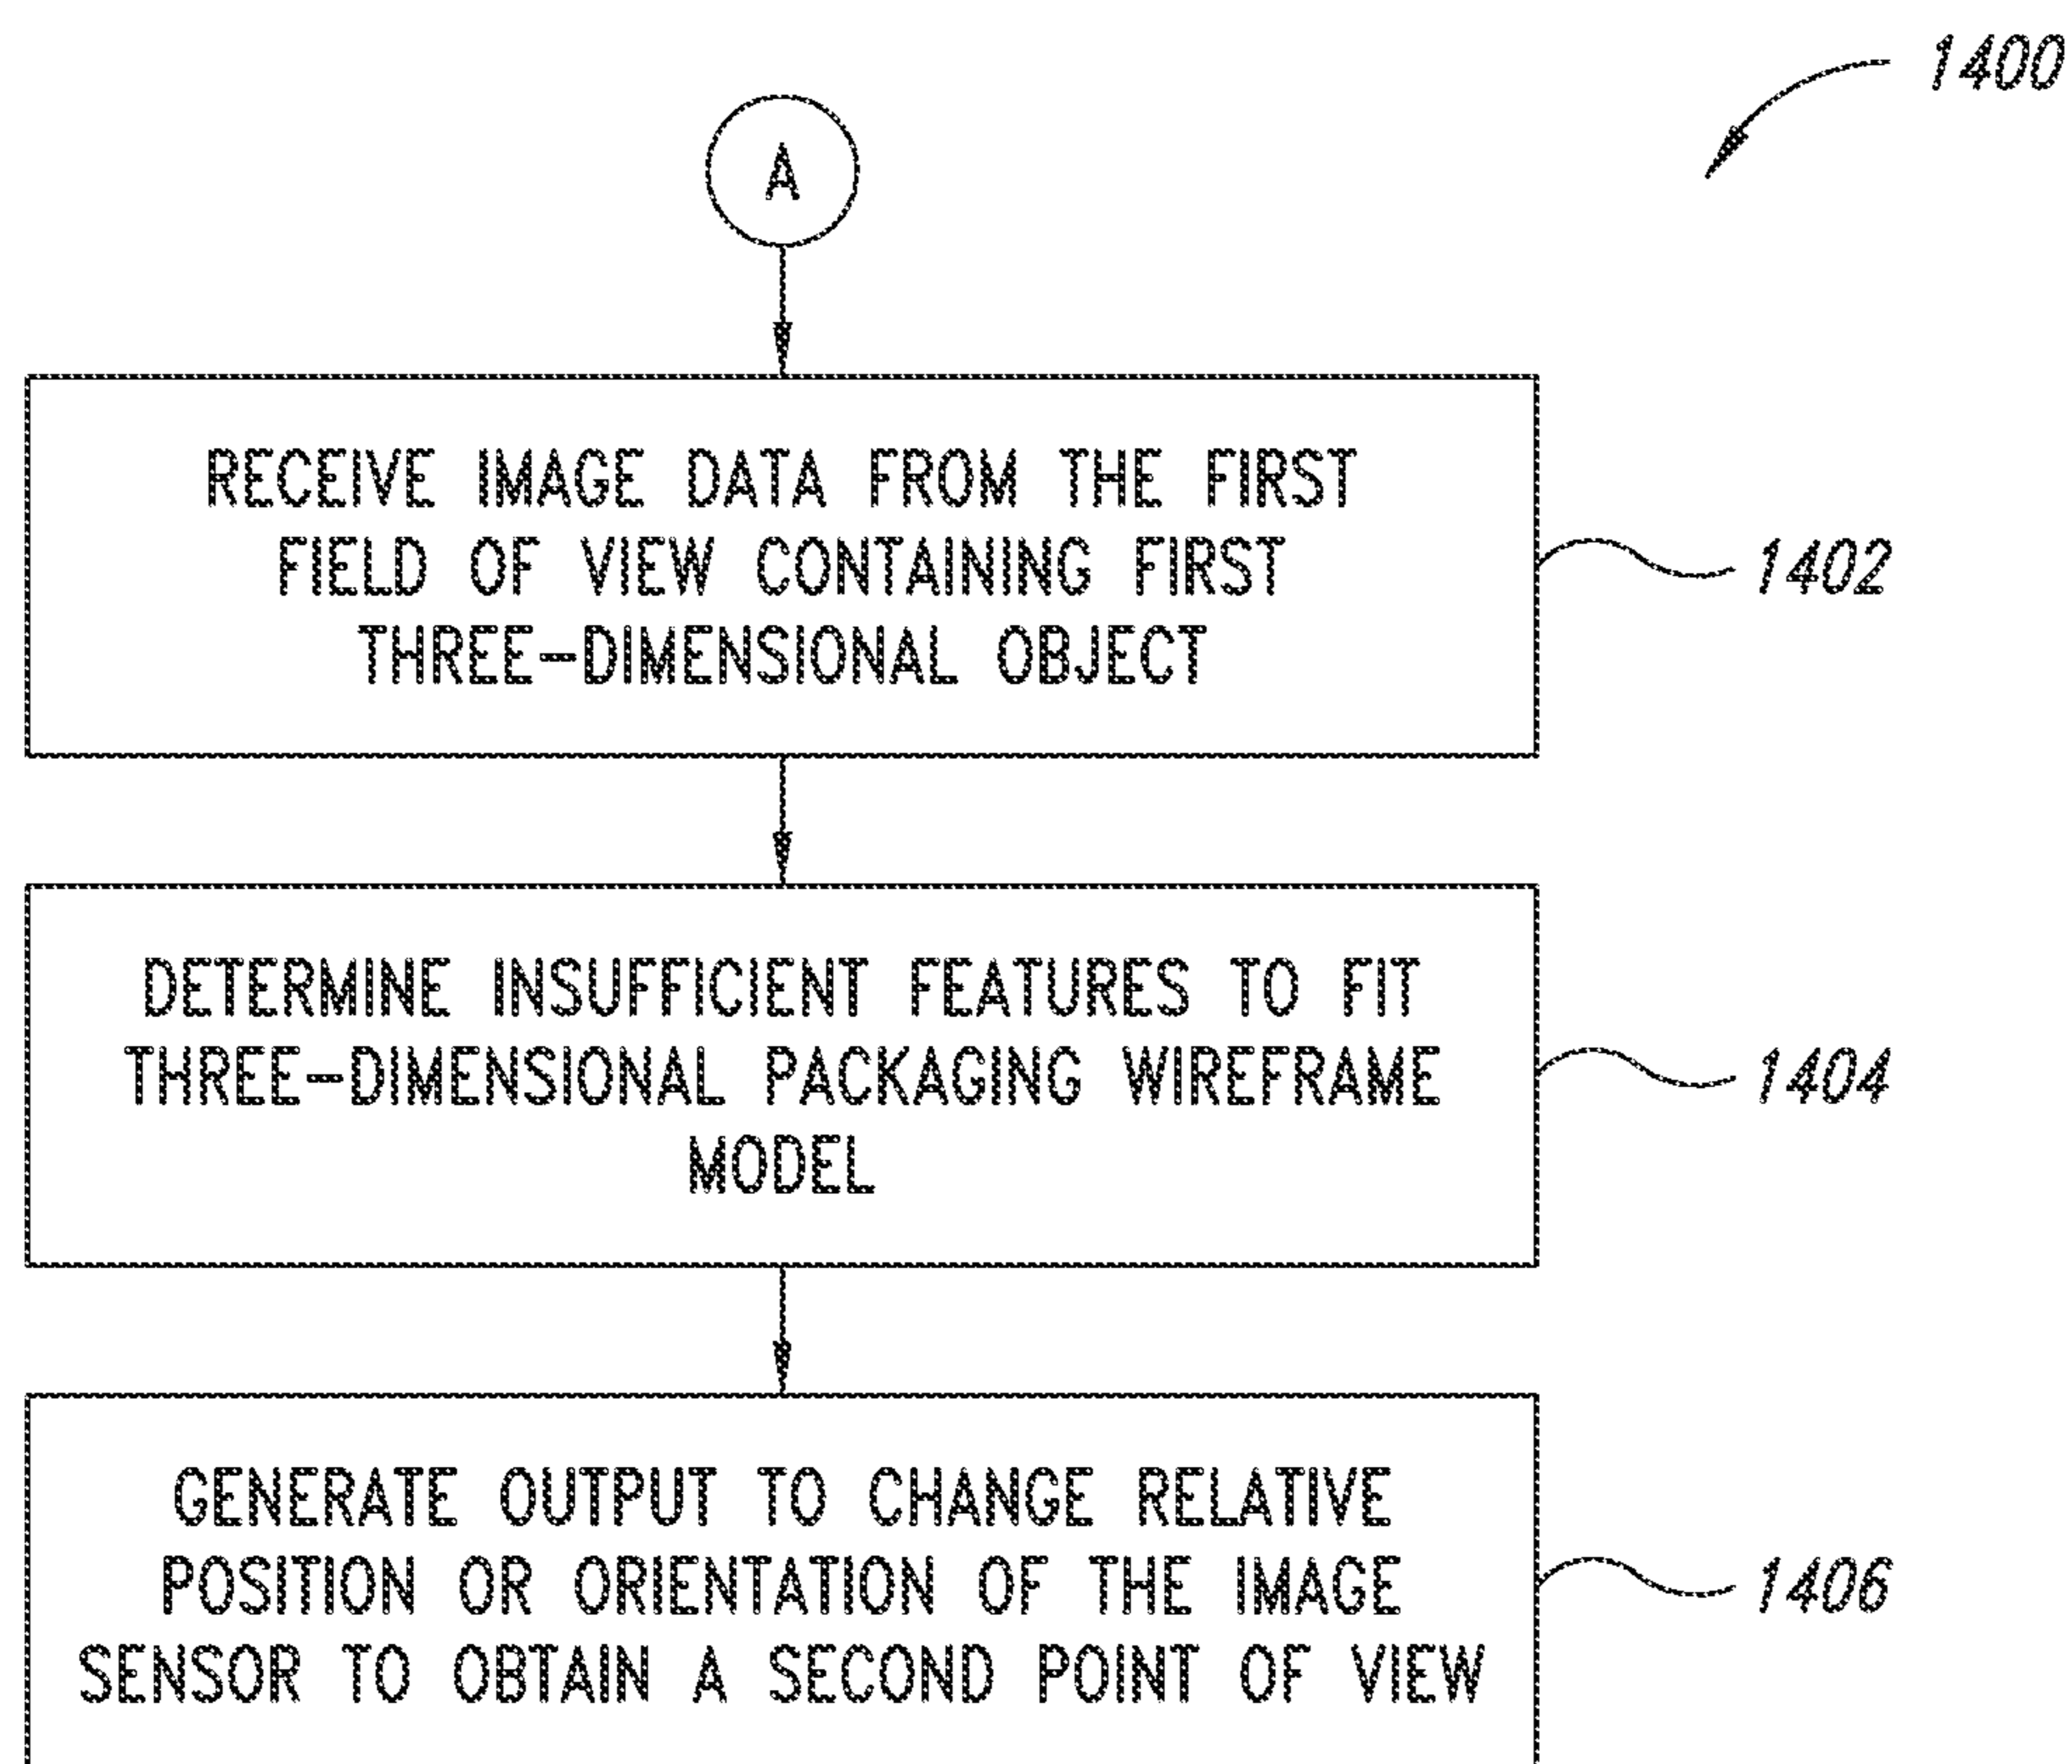 1400
A
RECEIVE IMAGE DATA FROM THE FIRST
FIELD OF VIEW CONTAINING FIRST
THREE-DIMENSIONAL OBJECT
1402
DETERMINE INSUFFICIENT FEATURES TO FIT
THREE-DIMENSIONAL PACKAGING WIREFRAME
MODEL
1404
GENERATE OUTPUT TO CHANGE RELATIVE
POSITION OR ORIENTATION OF THE IMAGE
SENSOR TO OBTAIN A SECOND POINT OF VIEW
1406